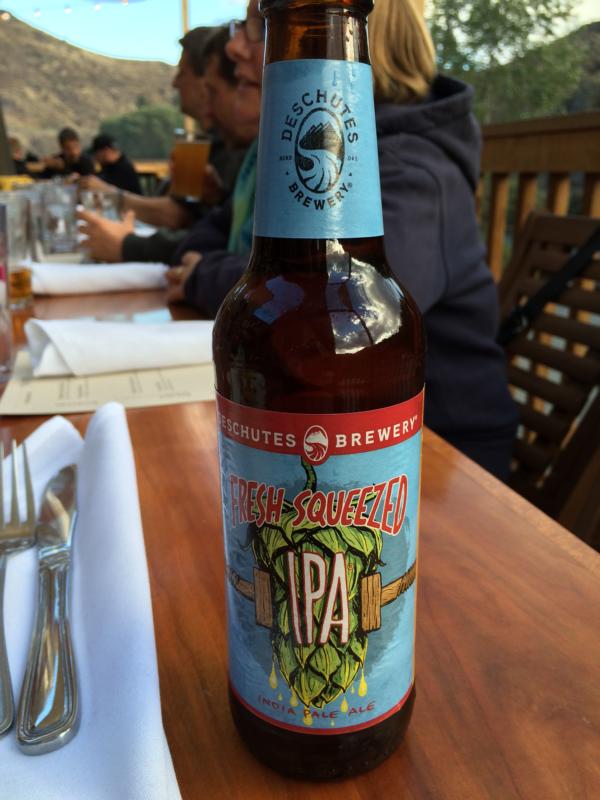 DESCHUTES
BREWERY
DESCHUTES BREWERY
FRESH SQUEEZED
IPA
INDIA PALE ALE